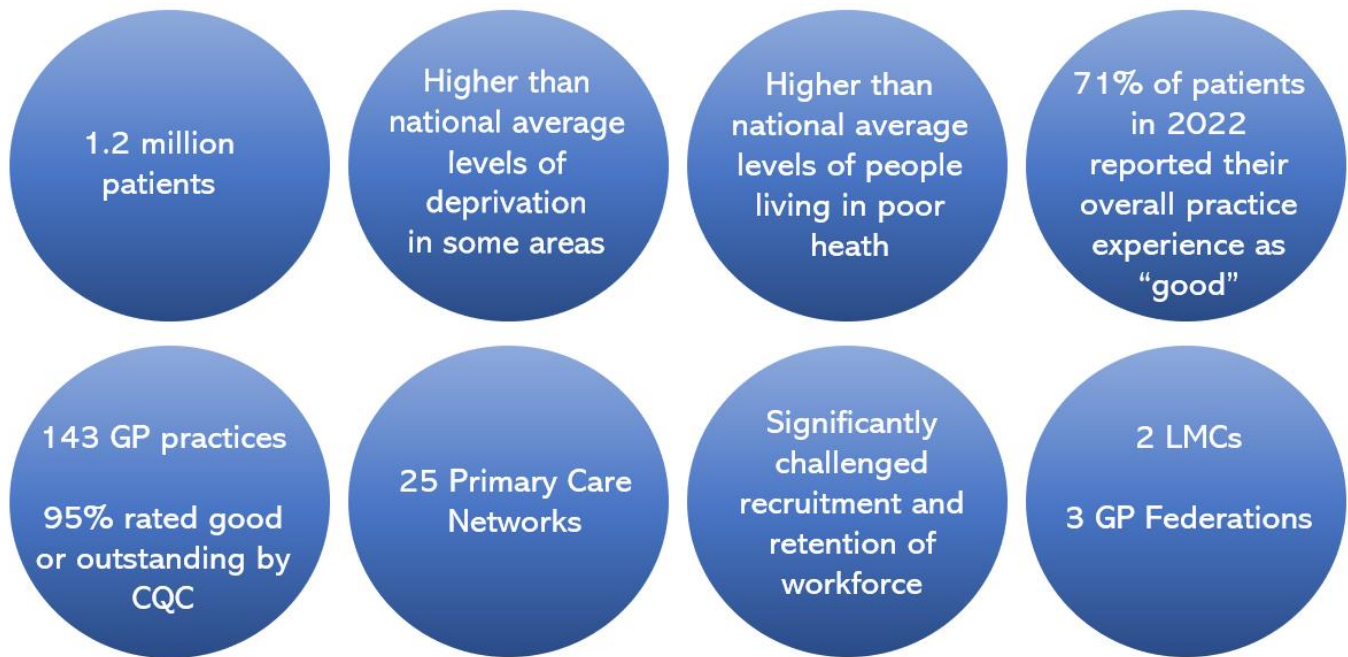 1.2 million
patients
Higher than
national average
levels of
deprivation
in some areas
Higher than
national average
levels of people
living in poor
heath
71% of patients
in 2022
reported their
overall practice
experience as
“good”
143 GP practices
95% rated good
or outstanding by
CQC
25 Primary Care
Networks
Significantly
challenged
recruitment and
retention of
workforce
2 LMCs
3 GP Federations